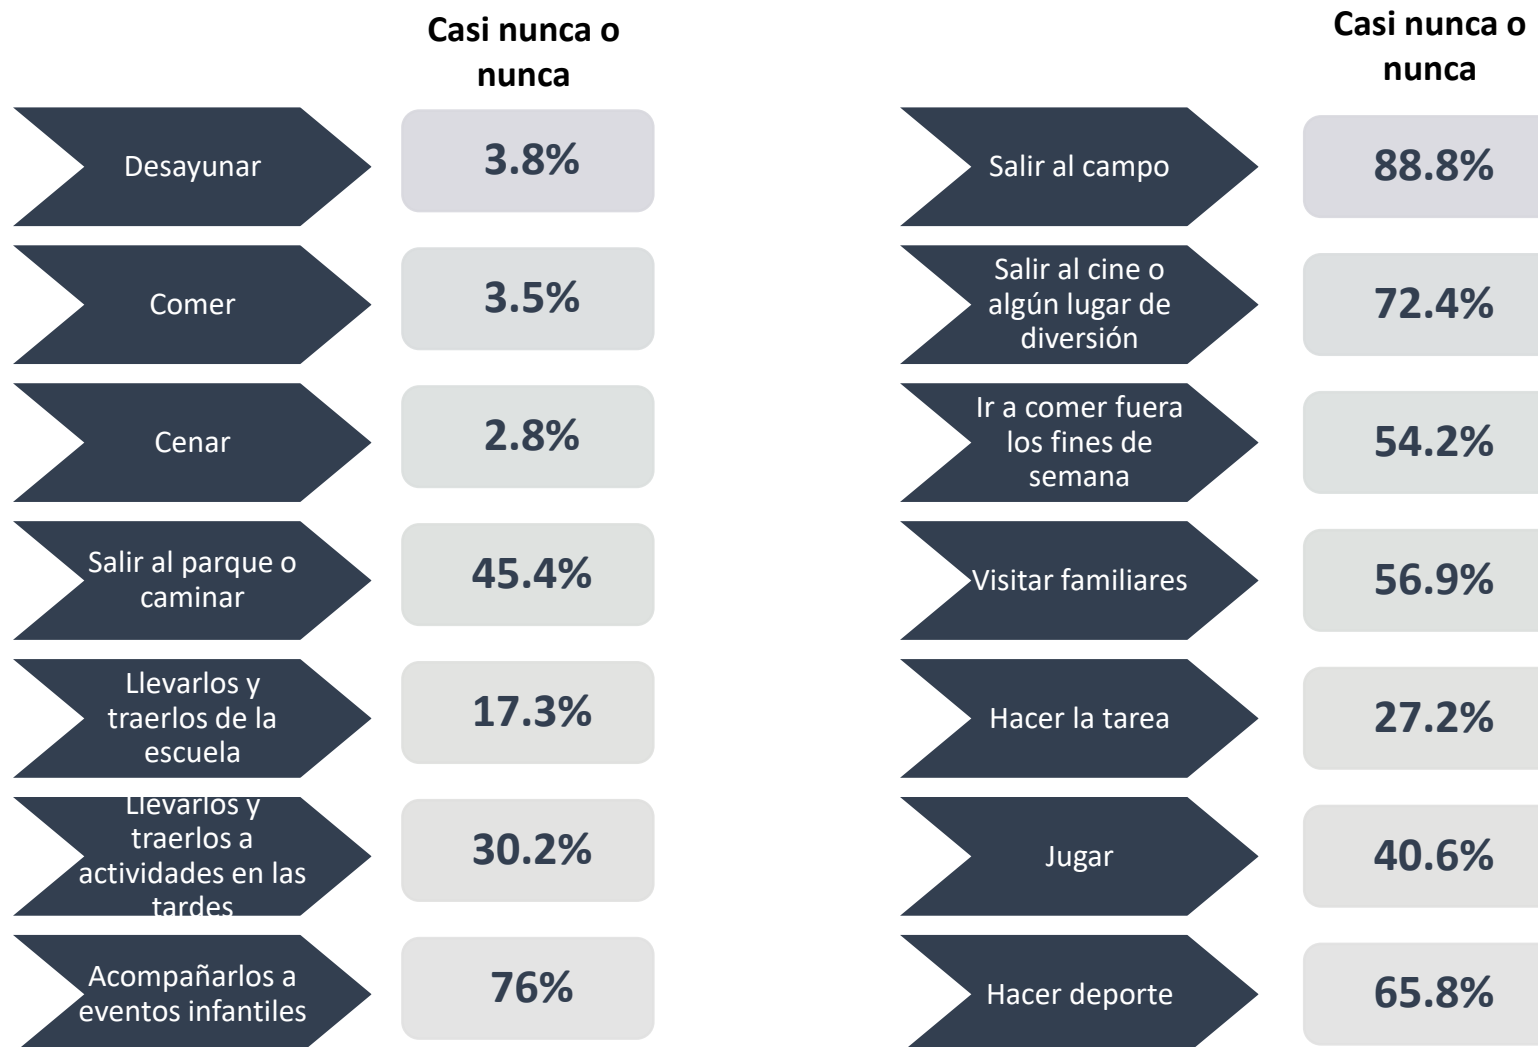 Casi nunca o
nunca
Desayunar
3.8%
Comer
3.5%
Cenar
2.8%
Salir al parque o
caminar
45.4%
Llevarlos y
traerlos de la
escuela
17.3%
Llevarlos y
traerlos a
actividades en las
tardes
30.2%
Acompañarlos a
eventos infantiles
76%
Casi nunca o
nunca
Salir al campo
88.8%
Salir al cine o
algún lugar de
diversión
72.4%
Ir a comer fuera
los fines de
semana
54.2%
Visitar familiares
56.9%
Hacer la tarea
27.2%
Jugar
40.6%
Hacer deporte
65.8%